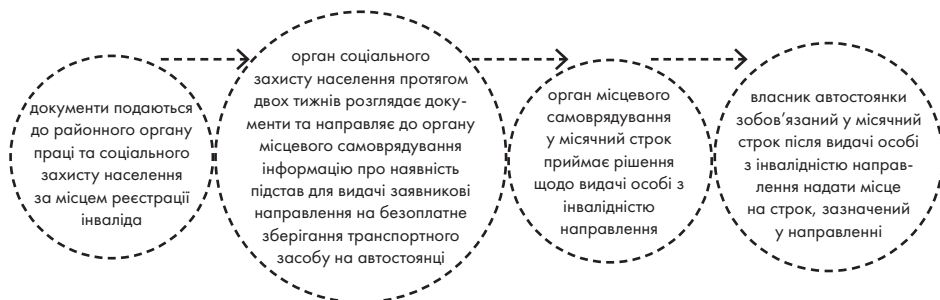 документи подаються
до районного органу
праці та соціального
захисту населення
за місцем реєстрації
інваліда
орган соціального
захисту населення протягом
двох тижнів розглядає доку-
менти та направляє до органу
місцевого самоврядування
інформацію про наявність
підстав для видачі заявникові
направлення на безоплатне
зберігання транспортного
засобу на автостоянці
орган місцевого
самоврядування
у місячний строк
приймає рішення
щодо видачі особі з
інвалідністю
направлення
власник автостоянки
зобов’язаний у місячний
строк після видачі особі
з інвалідністю направ-
лення надати місце
на строк, зазначений
у направленні